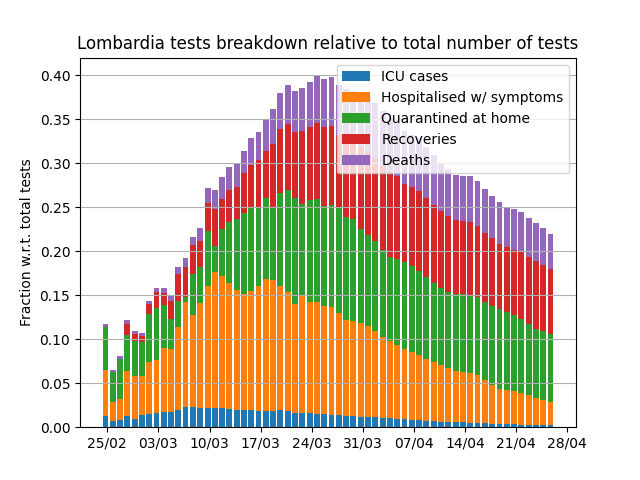 Lombardia tests breakdown relative to total number of tests
Fraction w.r.t. total tests
0.40
0.35
0.30
0.25
0.20
0.15
0.10
0.05
0.00
ICU cases
Hospitalised w/ symptoms
Quarantined at home
Recoveries
Deaths
25/02 03/03 10/03 17/03 24/03 31/03 07/04 14/04 21/04 28/04